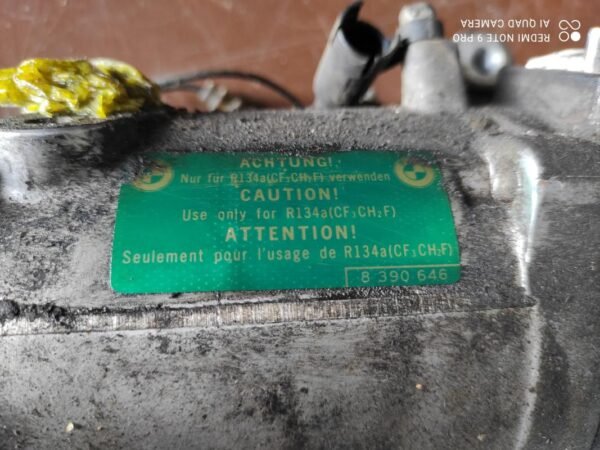 ACHTUNG!
Nur für R134a(CF₃CH₂F) verwenden
CAUTION!
Use only for R134a(CF₃CH₂F)
ATTENTION!
Seulement pour l'usage de R134a(CF₃CH₂F)
8 390 646
REDMI NOTE 9 PRO
AI QUAD CAMERA